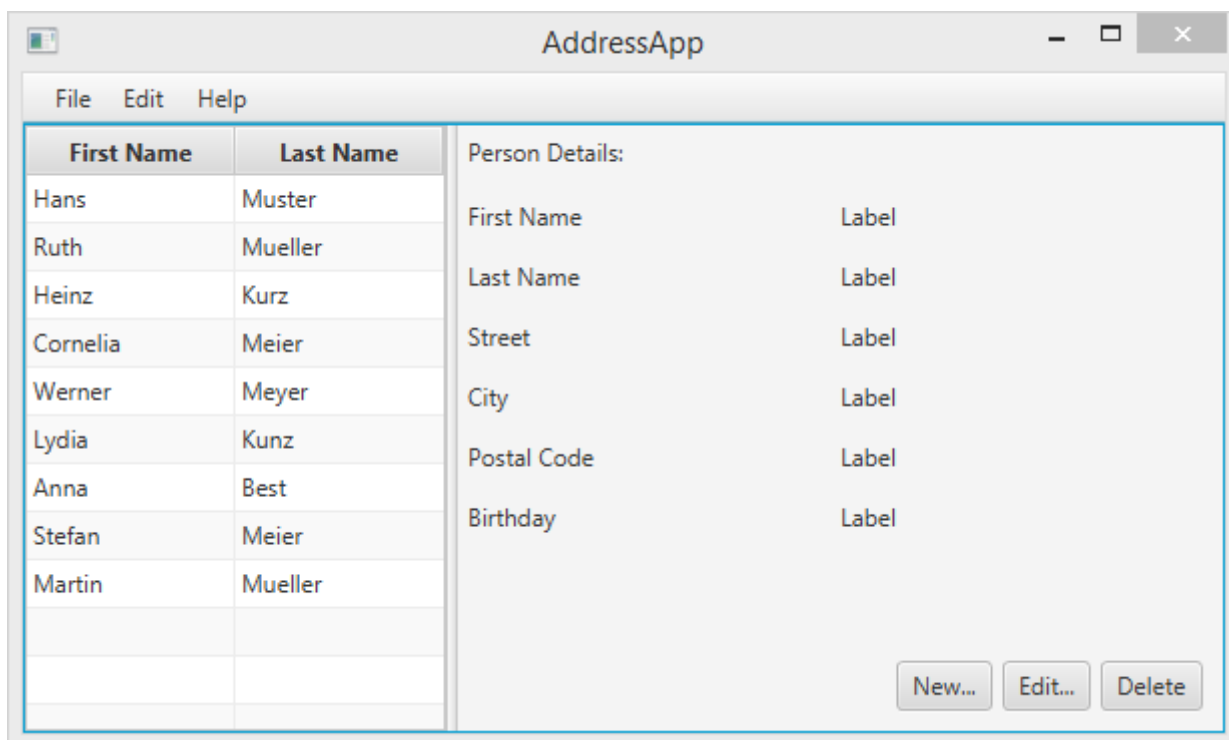 AddressApp
File Edit Help
First Name Last Name
Hans Muster
Ruth Mueller
Heinz Kurz
Cornelia Meier
Werner Meyer
Lydia Kunz
Anna Best
Stefan Meier
Martin Mueller
Person Details:
First Name Label
Last Name Label
Street Label
City Label
Postal Code Label
Birthday Label
New... Edit... Delete